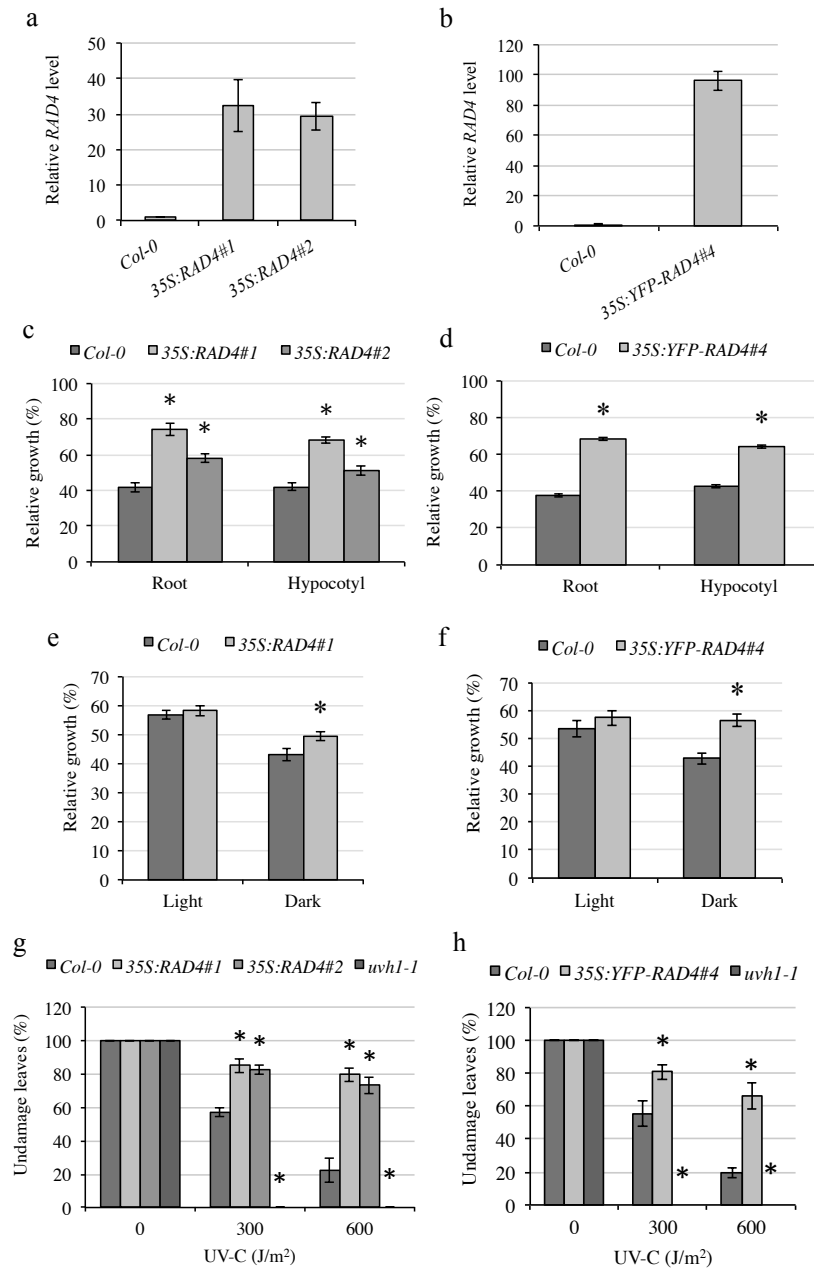 a
Relative RAD4 level
50
40
30
20
10
0
Col-0
35S:RAD4#1
35S:RAD4#2
b
Relative RAD4 level
120
100
80
60
40
20
0
Col-0
35S:YFP-RAD4#4
c
Col-0 35S:RAD4#1 35S:RAD4#2
Relative growth (%)
100
80
60
40
20
0
* * * *
Root Hypocotyl
d
Col-0 35S:YFP-RAD4#4
Relative growth (%)
100
80
60
40
20
0
* *
Root Hypocotyl
e
Col-0 35S:RAD4#1
Relative growth (%)
70
60
50
40
30
20
10
0
*
Light Dark
f
Col-0 35S:YFP-RAD4#4
Relative growth (%)
70
60
50
40
30
20
10
0
*
Light Dark
g
Col-0 35S:RAD4#1 35S:RAD4#2 uvh1-1
Undamage leaves (%)
120
100
80
60
40
20
0
* * * * * *
0 300 600
UV-C (J/m²)
h
Col-0 35S:YFP-RAD4#4 uvh1-1
Undamage leaves (%)
120
100
80
60
40
20
0
* * * *
0 300 600
UV-C (J/m²)